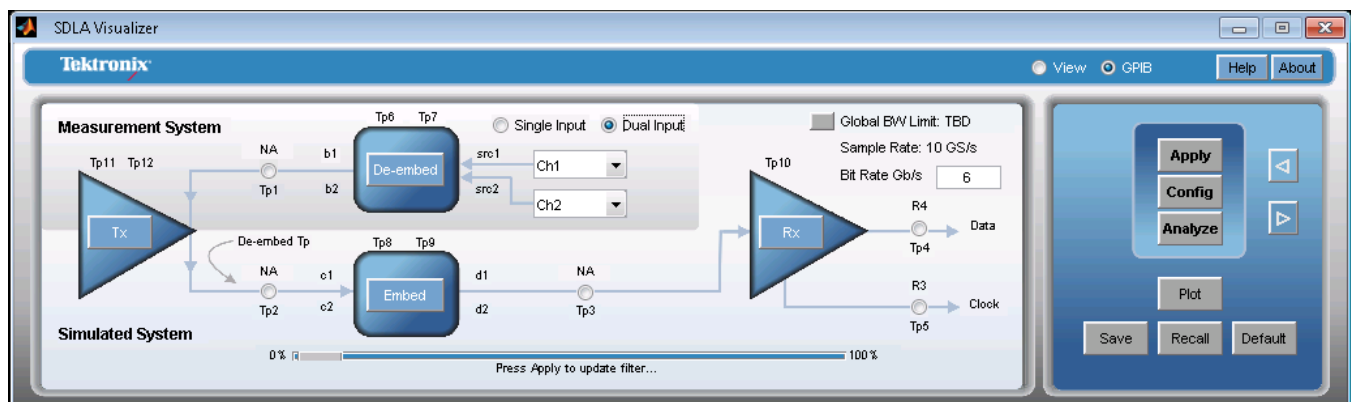 SDLA Visualizer
Tektronix
View GPIB Help About
Measurement System
Tp6 Tp7
Single Input Dual Input
Global BW Limit: TBD
Tp11 Tp12
NA b1
De-embed
src1 Ch1
Tp10
Sample Rate: 10 GS/s
Tp1 b2
src2 Ch2
Bit Rate Gb/s 6
Tx
De-embed Tp
Tp8 Tp9
Rx
R4
Data
Tp4
NA c1
Embed
d1 NA
Tp2 c2
d2 Tp3
R3
Clock
Tp5
Simulated System
0% 100%
Press Apply to update filter...
Apply
Config
Analyze
Plot
Save Recall Default